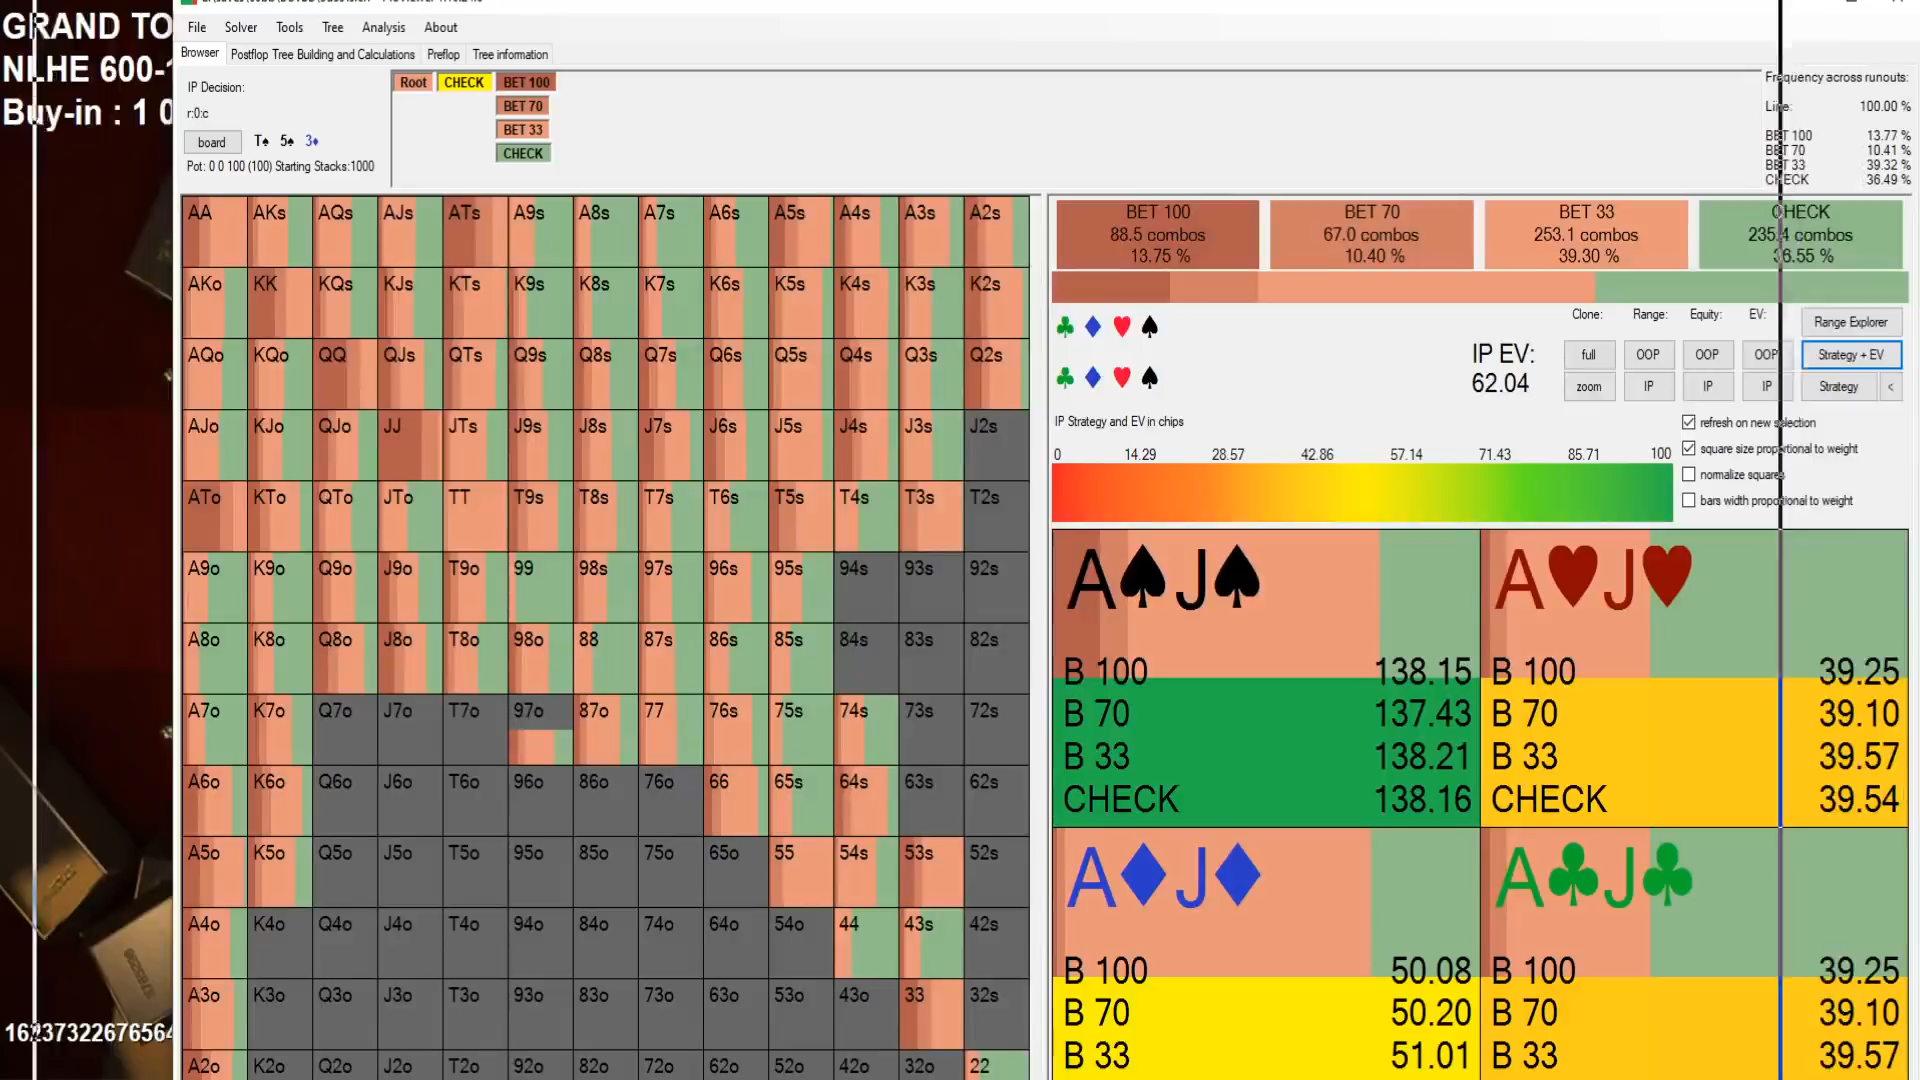 GRAND TO
NLHE 600-1
Buy-in : 1 0
1623732267656
File Solver Tools Tree Analysis About
Browser Postflop Tree Building and Calculations Preflop Tree information
IP Decision:
r:0:c
board T♠ 5♠ 3♦
Pot: 0 0 100 (100) Starting Stacks:1000
Root CHECK BET 100
BET 70
BET 33
CHECK
Frequency across runouts:
Line: 100.00 %
BET 100 13.77 %
BET 70 10.41 %
BET 33 39.32 %
CHECK 36.49 %
AA AKs AQs AJs ATs A9s A8s A7s A6s A5s A4s A3s A2s
AKo KK KQs KJs KTs K9s K8s K7s K6s K5s K4s K3s K2s
AQo KQo QQ QJs QTs Q9s Q8s Q7s Q6s Q5s Q4s Q3s Q2s
AJo KJo QJo JJ JTs J9s J8s J7s J6s J5s J4s J3s J2s
ATo KTo QTo JTo TT T9s T8s T7s T6s T5s T4s T3s T2s
A9o K9o Q9o J9o T9o 99 98s 97s 96s 95s 94s 93s 92s
A8o K8o Q8o J8o T8o 98o 88 87s 86s 85s 84s 83s 82s
A7o K7o Q7o J7o T7o 97o 87o 77 76s 75s 74s 73s 72s
A6o K6o Q6o J6o T6o 96o 86o 76o 66 65s 64s 63s 62s
A5o K5o Q5o J5o T5o 95o 85o 75o 65o 55 54s 53s 52s
A4o K4o Q4o J4o T4o 94o 84o 74o 64o 54o 44 43s 42s
A3o K3o Q3o J3o T3o 93o 83o 73o 63o 53o 43o 33 32s
A2o K2o Q2o J2o T2o 92o 82o 72o 62o 52o 42o 32o 22
BET 100 BET 70 BET 33 CHECK
88.5 combos 67.0 combos 253.1 combos 235.4 combos
13.75 % 10.40 % 39.30 % 36.55 %
♣ ♦ ♥ ♠
♣ ♦ ♥ ♠
IP EV:
62.04
Clone: Range: Equity: EV: Range Explorer
full OOP OOP OOP Strategy + EV
zoom IP IP IP Strategy <
IP Strategy and EV in chips
0 14.29 28.57 42.86 57.14 71.43 85.71 100
refresh on new selection
square size proportional to weight
normalize squares
bars width proportional to weight
A♠J♠
B 100 138.15
B 70 137.43
B 33 138.21
CHECK 138.16
A♥J♥
B 100 39.25
B 70 39.10
B 33 39.57
CHECK 39.54
A♦J♦
B 100 50.08
B 70 50.20
B 33 51.01
A♣J♣
B 100 39.25
B 70 39.10
B 33 39.57